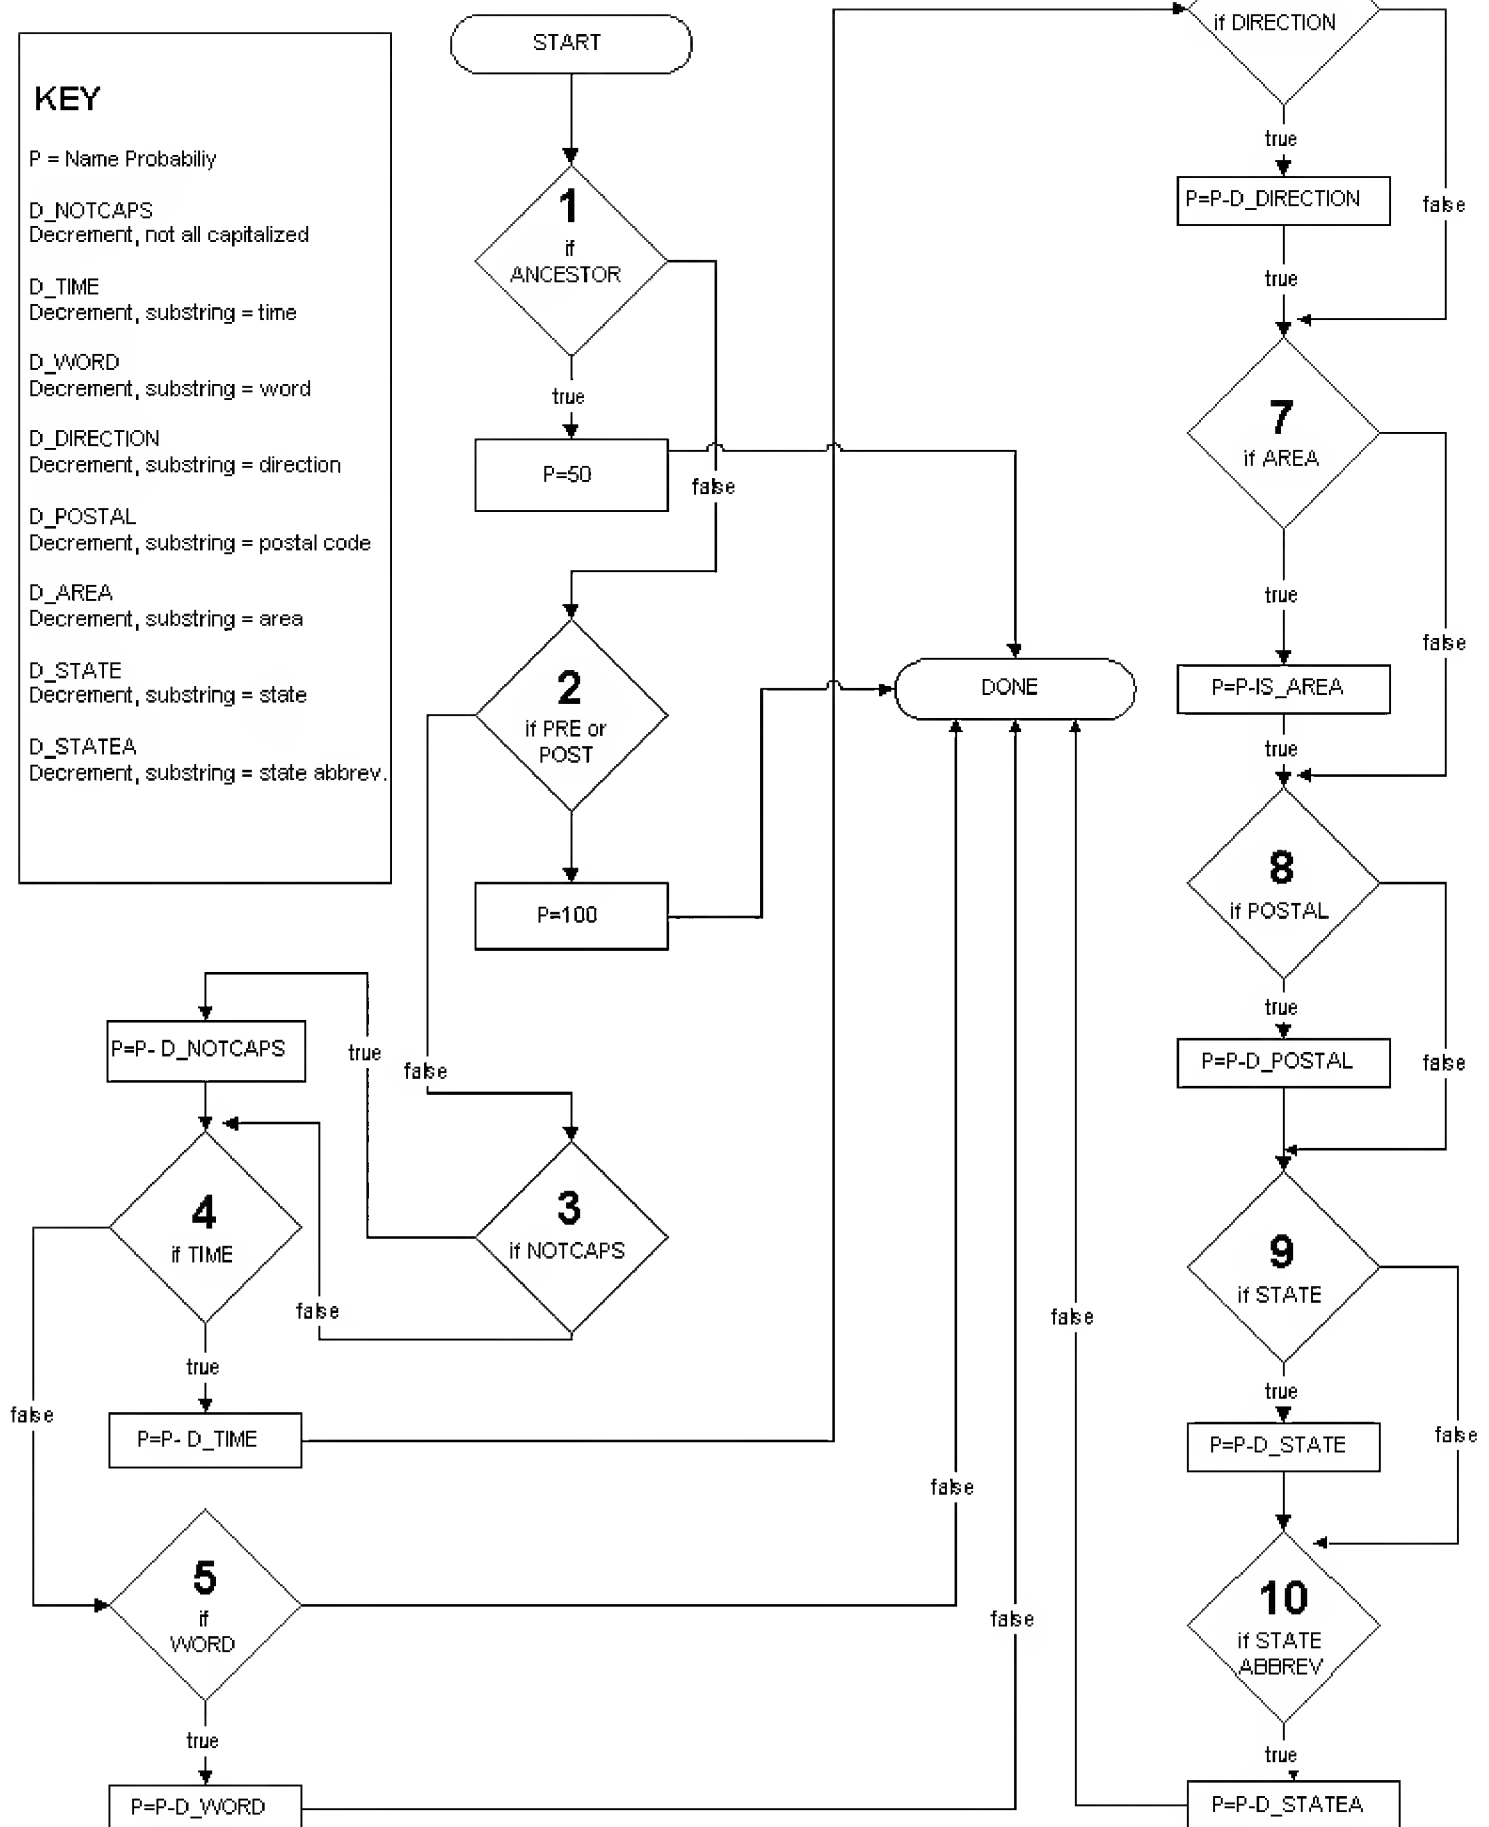 KEY
P = Name Probabiliy
D_NOTCAPS
Decrement, not all capitalized
D_TIME
Decrement, substring = time
D_WORD
Decrement, substring = word
D_DIRECTION
Decrement, substring = direction
D_POSTAL
Decrement, substring = postal code
D_AREA
Decrement, substring = area
D_STATE
Decrement, substring = state
D_STATEA
Decrement, substring = state abbrev.
START
1
if
ANCESTOR
true
P=50
false
2
if PRE or
POST
P=100
DONE
false
3
if NOTCAPS
true
P=P- D_NOTCAPS
false
4
if TIME
true
P=P- D_TIME
false
5
if
WORD
false
true
P=P-D_WORD
false
if DIRECTION
true
P=P-D_DIRECTION
false
true
7
if AREA
true
false
P=P-IS_AREA
true
8
if POSTAL
true
P=P-D_POSTAL
false
9
if STATE
true
P=P-D_STATE
false
10
if STATE
ABBREV
true
P=P-D_STATEA
false